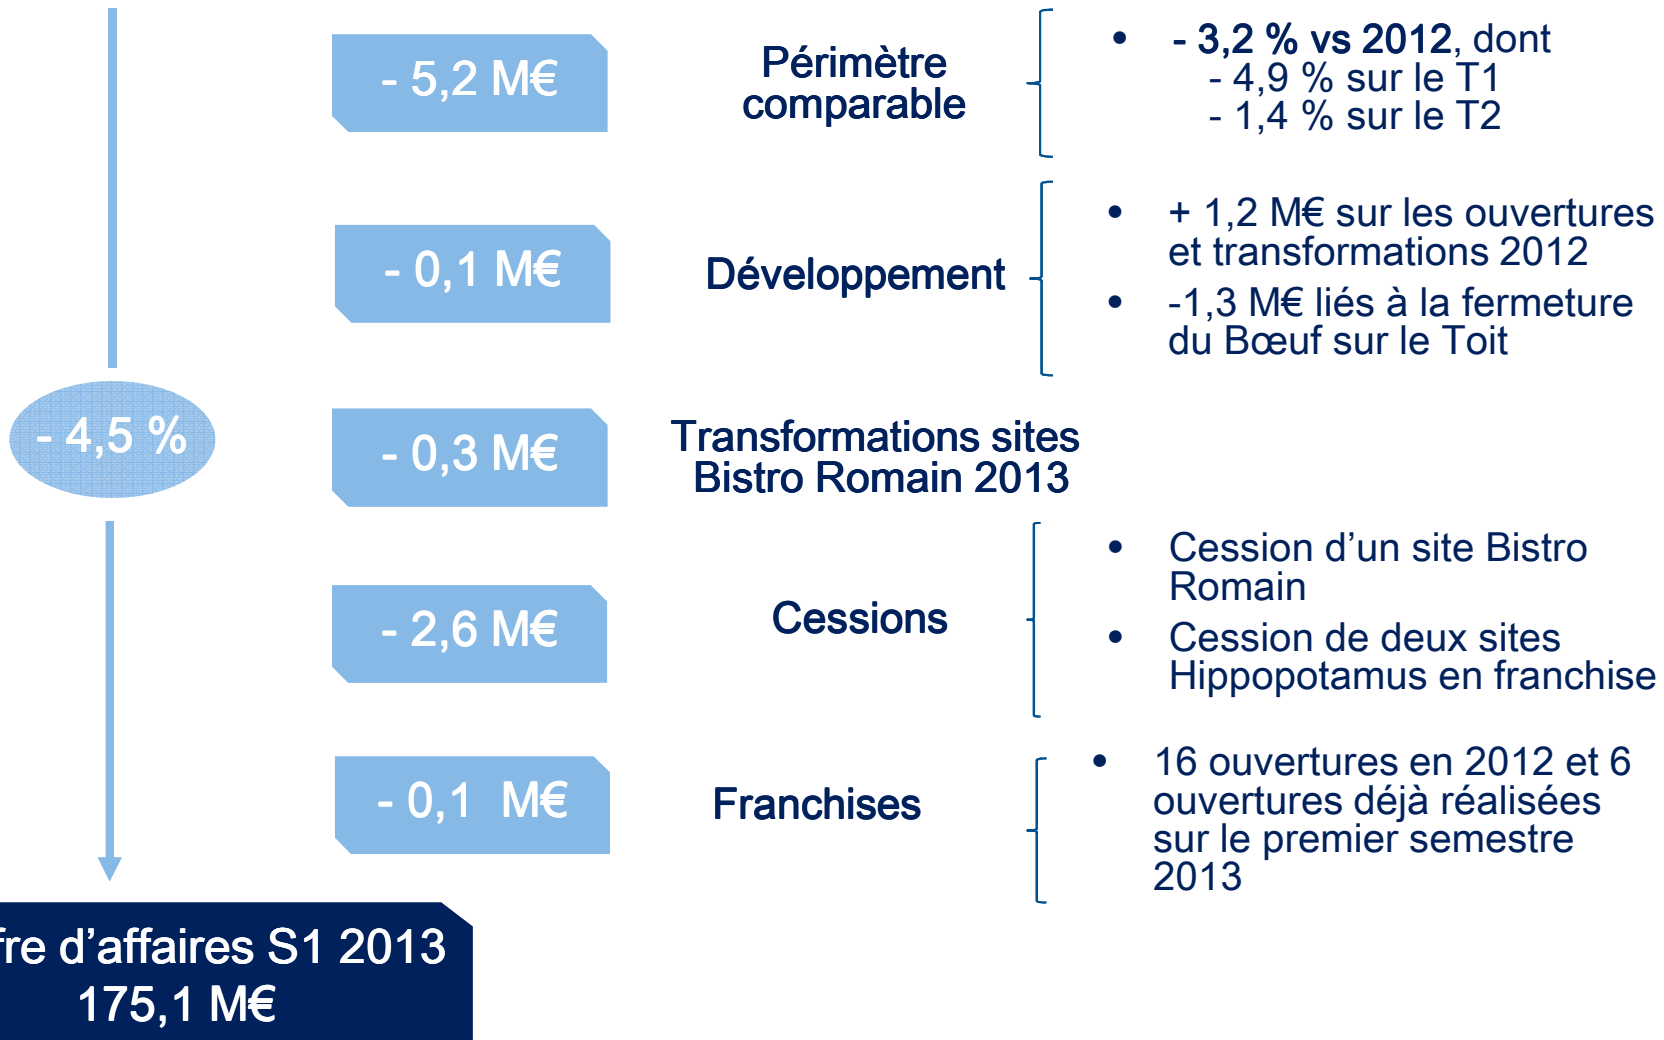 - 5,2 M€
Périmètre
comparable
• - 3,2 % vs 2012, dont
- 4,9 % sur le T1
- 1,4 % sur le T2
- 0,1 M€
Développement
• + 1,2 M€ sur les ouvertures
et transformations 2012
• -1,3 M€ liés à la fermeture
du Bœuf sur le Toit
- 4,5 %
- 0,3 M€
Transformations sites
Bistro Romain 2013
- 2,6 M€
Cessions
• Cession d’un site Bistro
Romain
• Cession de deux sites
Hippopotamus en franchise
- 0,1 M€
Franchises
• 16 ouvertures en 2012 et 6
ouvertures déjà réalisées
sur le premier semestre
2013
fre d’affaires S1 2013
175,1 M€